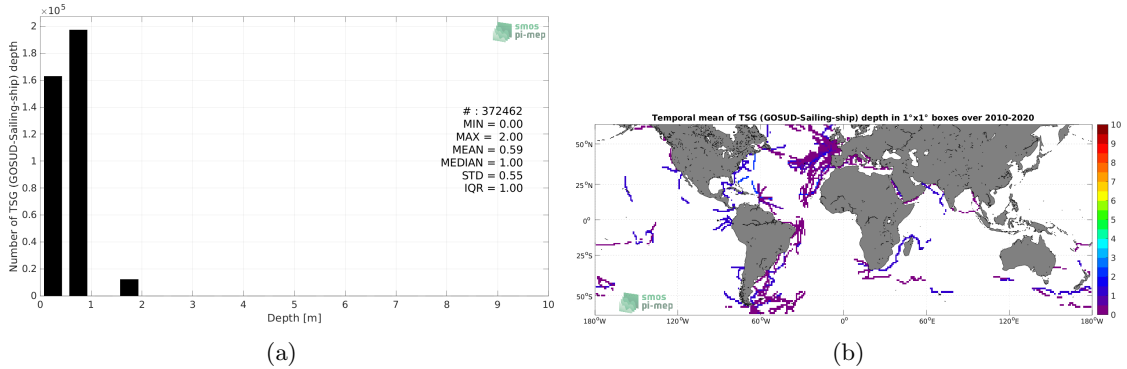 ×10⁵
2
1.8
1.6
1.4
1.2
1
0.8
0.6
0.4
0.2
0
Number of TSG (GOSUD-Sailing-ship) depth
smos
pi-mep
# : 372462
MIN = 0.00
MAX = 2.00
MEAN = 0.59
MEDIAN = 1.00
STD = 0.55
IQR = 1.00
0 1 2 3 4 5 6 7 8 9 10
Depth [m]
(a)
Temporal mean of TSG (GOSUD-Sailing-ship) depth in 1°x1° boxes over 2010-2020
50°N
25°N
0°
25°S
50°S
smos
pi-mep
180°W 120°W 60°W 0° 60°E 120°E 180°E
10
9
8
7
6
5
4
3
2
1
0
(b)